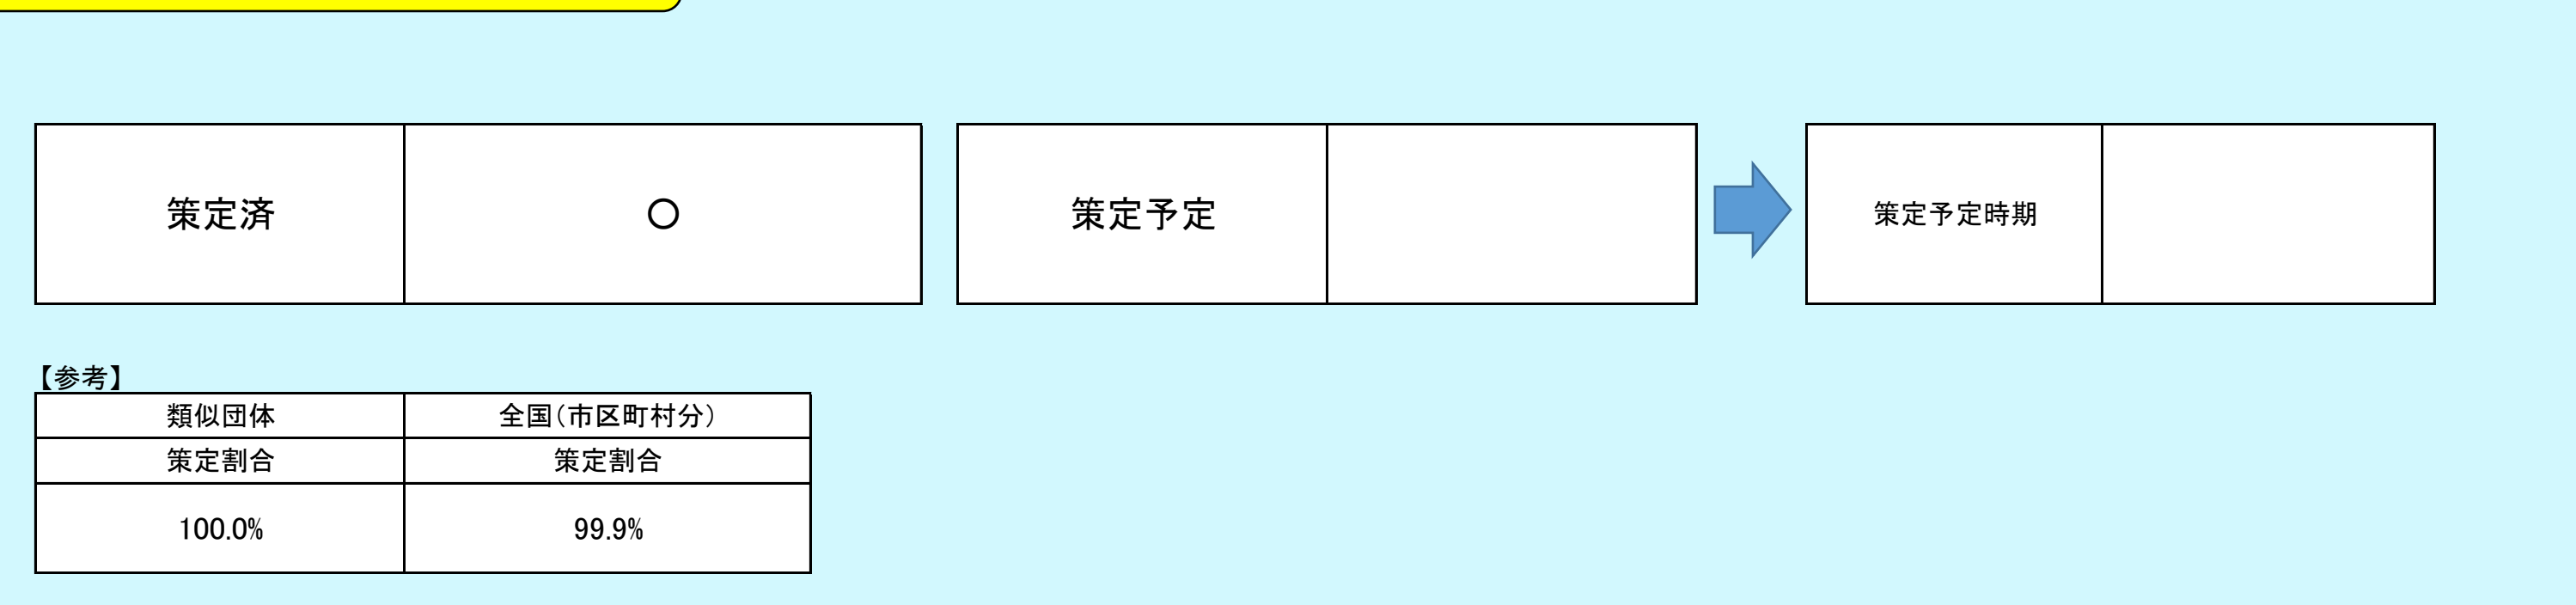 策定済 ○ 策定予定 策定予定時期
【参考】
類似団体 全国（市区町村分）
策定割合 策定割合
100.0% 99.9%